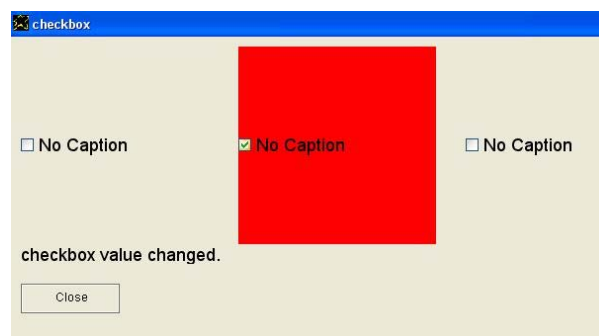 checkbox
No Caption No Caption No Caption
checkbox value changed.
Close